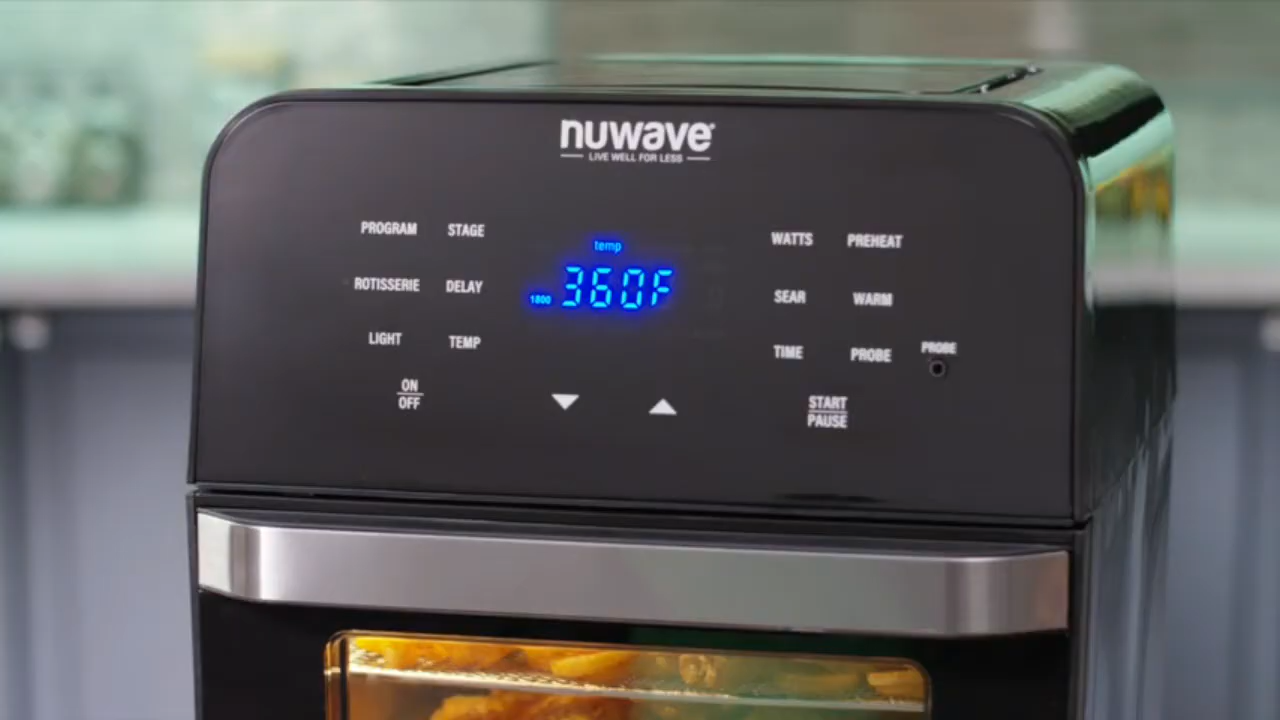 nuwave
LIVE WELL FOR LESS
PROGRAM STAGE
ROTISSERIE DELAY
LIGHT TEMP
ON
OFF
temp
1800 360F
WATTS PREHEAT
SEAR WARM
TIME PROBE PROBE
START
PAUSE